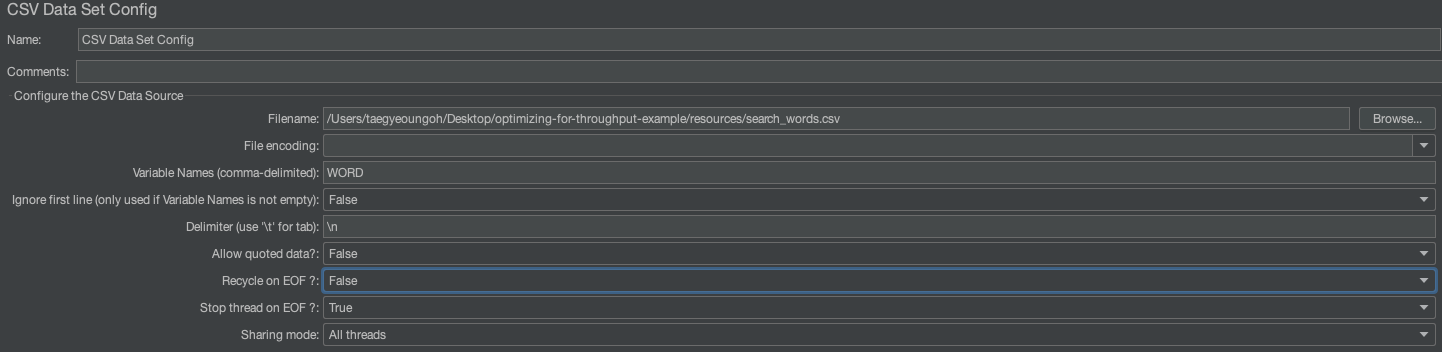 CSV Data Set Config
Name: CSV Data Set Config
Comments:
Configure the CSV Data Source
Filename: /Users/taegyeoungoh/Desktop/optimizing-for-throughput-example/resources/search_words.csv Browse...
File encoding:
Variable Names (comma-delimited): WORD
Ignore first line (only used if Variable Names is not empty): False
Delimiter (use '\t' for tab): \n
Allow quoted data?: False
Recycle on EOF ?: False
Stop thread on EOF ?: True
Sharing mode: All threads